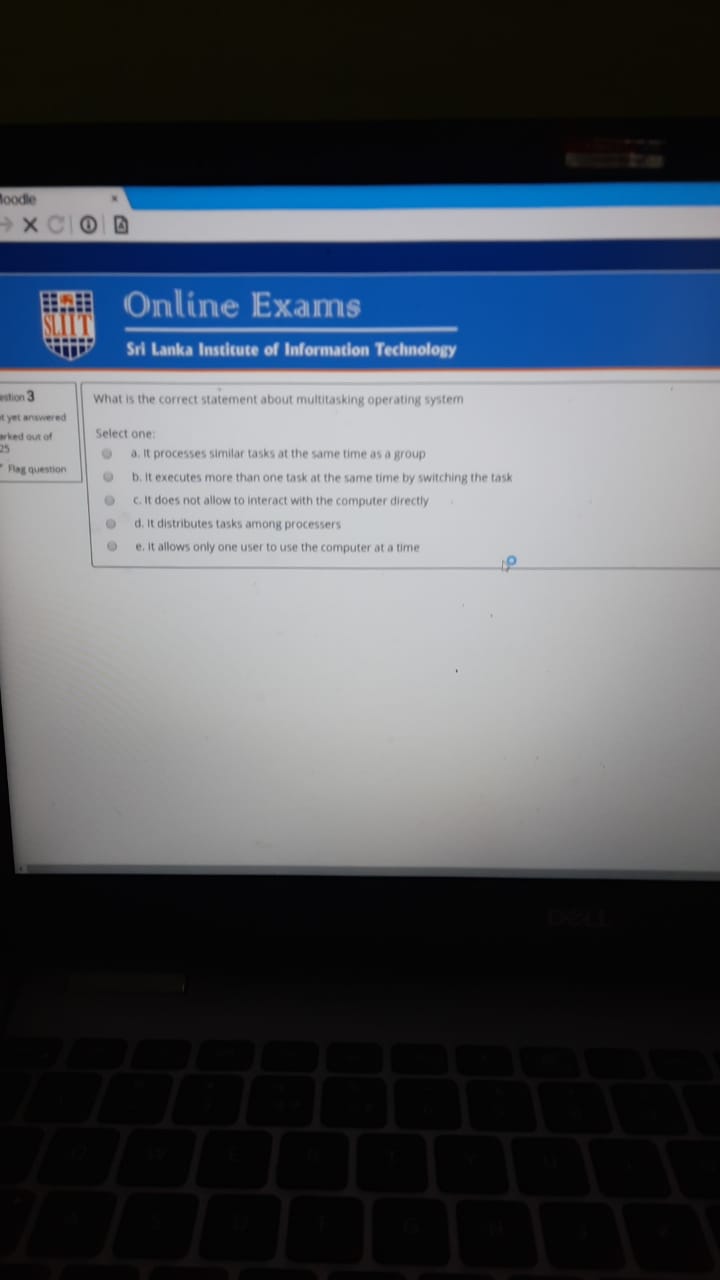 loodle
SLIIT
Online Exams
Sri Lanka Institute of Information Technology
estion 3
t yet answered
arked out of
25
Flag question
What is the correct statement about multitasking operating system
Select one:
a. It processes similar tasks at the same time as a group
b. It executes more than one task at the same time by switching the task
c. It does not allow to interact with the computer directly
d. It distributes tasks among processers
e. It allows only one user to use the computer at a time
DELL